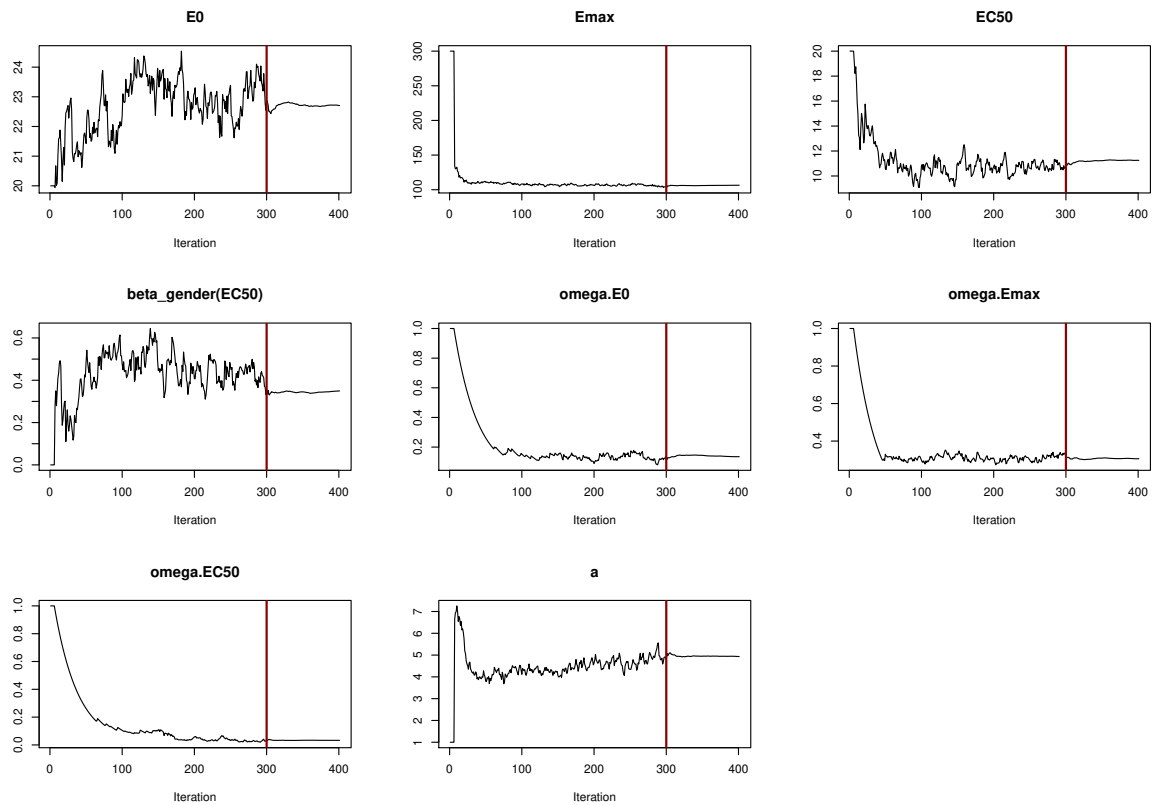 E0
24
23
22
21
20
0 100 200 300 400
Iteration
Emax
300
250
200
150
100
0 100 200 300 400
Iteration
EC50
20
18
16
14
12
10
0 100 200 300 400
Iteration
beta_gender(EC50)
0.6
0.4
0.2
0.0
0 100 200 300 400
Iteration
omega.E0
1.0
0.8
0.6
0.4
0.2
0 100 200 300 400
Iteration
omega.Emax
1.0
0.8
0.6
0.4
0 100 200 300 400
Iteration
omega.EC50
1.0
0.8
0.6
0.4
0.2
0.0
0 100 200 300 400
Iteration
a
7
6
5
4
3
2
1
0 100 200 300 400
Iteration